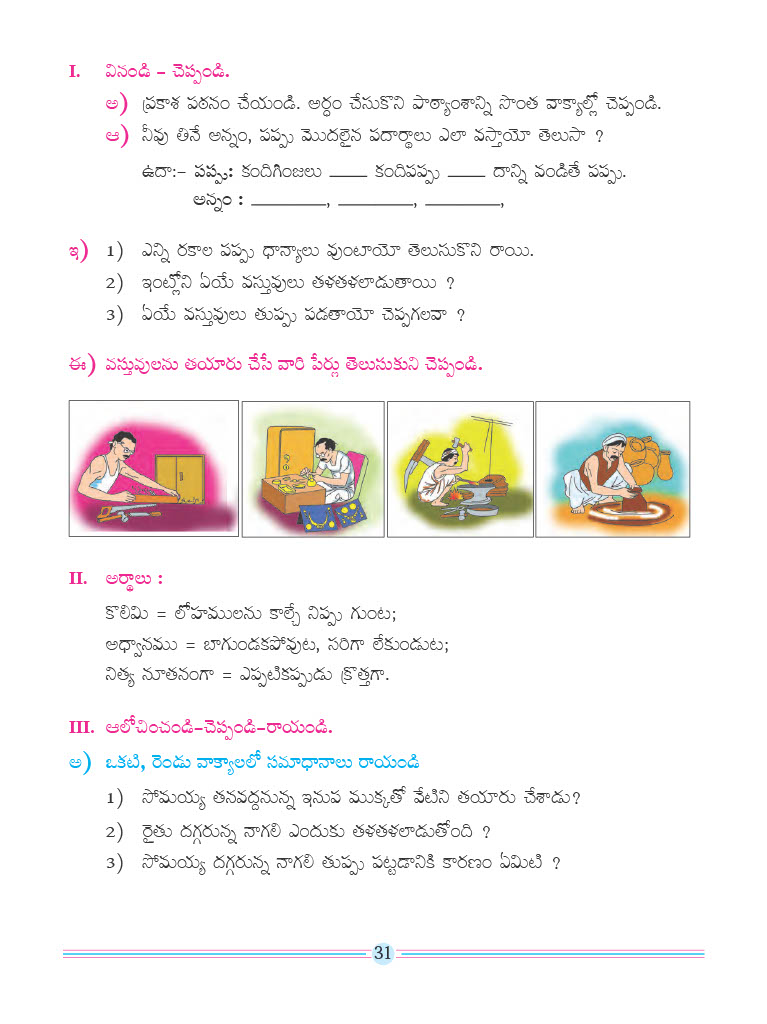 I. వినండి - చెప్పండి.
అ) ప్రకాశ పఠనం చేయండి. అర్ధం చేసుకొని పాఠ్యాంశాన్ని సొంత వాక్యాల్లో చెప్పండి.
ఆ) నీవు తినే అన్నం, పప్పు మొదలైన పదార్థాలు ఎలా వస్తాయో తెలుసా ?
ఉదా:- పప్పు: కందిగింజలు ____ కందిపప్పు ____ దాన్ని వండితే పప్పు.
అన్నం : ________, ________, ________,
ఇ) 1) ఎన్ని రకాల పప్పు ధాన్యాలు వుంటాయో తెలుసుకొని రాయి.
2) ఇంట్లోని ఏయే వస్తువులు తళతళలాడుతాయి ?
3) ఏయే వస్తువులు తుప్పు పడతాయో చెప్పగలవా ?
ఈ) వస్తువులను తయారు చేసే వారి పేర్లు తెలుసుకుని చెప్పండి.
II. అర్థాలు :
కొలిమి = లోహములను కాల్చే నిప్పు గుంట;
అధ్వానము = బాగుండకపోవుట, సరిగా లేకుండుట;
నిత్య నూతనంగా = ఎప్పటికప్పుడు క్రొత్తగా.
III. ఆలోచించండి-చెప్పండి-రాయండి.
అ) ఒకటి, రెండు వాక్యాలలో సమాధానాలు రాయండి
1) సోమయ్య తనవద్దనున్న ఇనుప ముక్కతో వేటిని తయారు చేశాడు?
2) రైతు దగ్గరున్న నాగలి ఎందుకు తళతళలాడుతోంది ?
3) సోమయ్య దగ్గరున్న నాగలి తుప్పు పట్టడానికి కారణం ఏమిటి ?
31